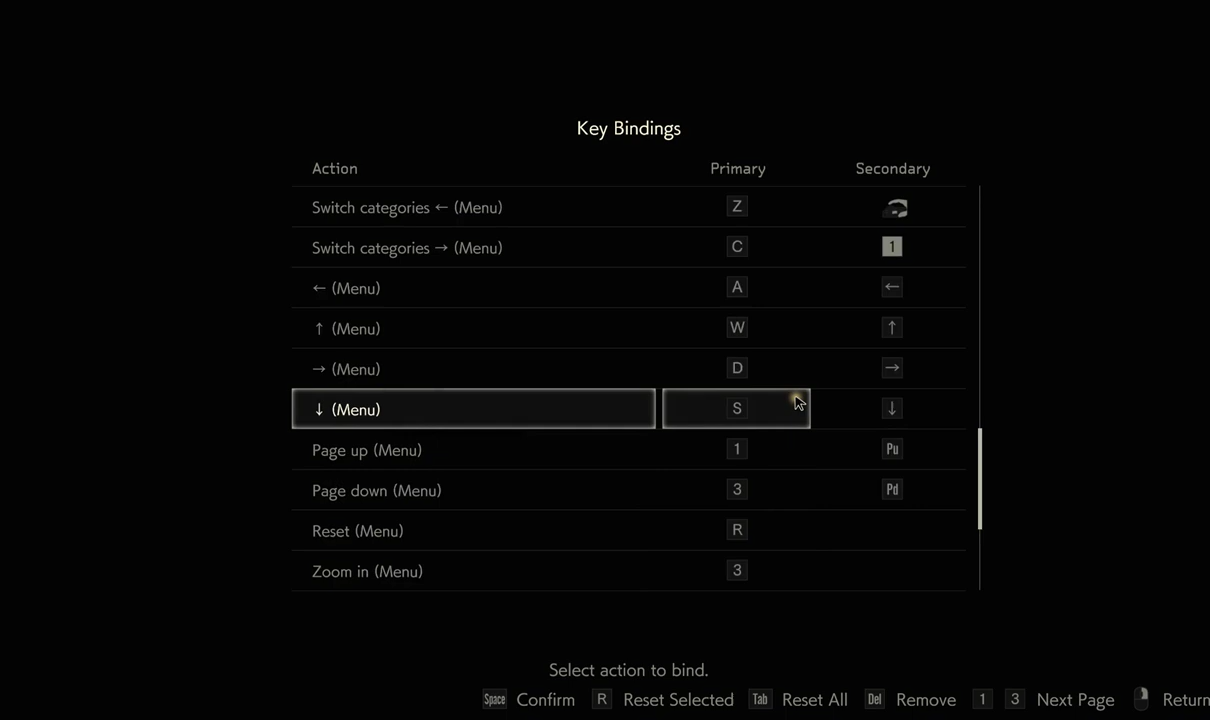 Key Bindings
Action Primary Secondary
Switch categories ← (Menu) Z
Switch categories → (Menu) C 1
← (Menu) A ←
↑ (Menu) W ↑
→ (Menu) D →
↓ (Menu) S ↓
Page up (Menu) 1 Pu
Page down (Menu) 3 Pd
Reset (Menu) R
Zoom in (Menu) 3
Select action to bind.
Space Confirm R Reset Selected Tab Reset All Del Remove 1 3 Next Page Return